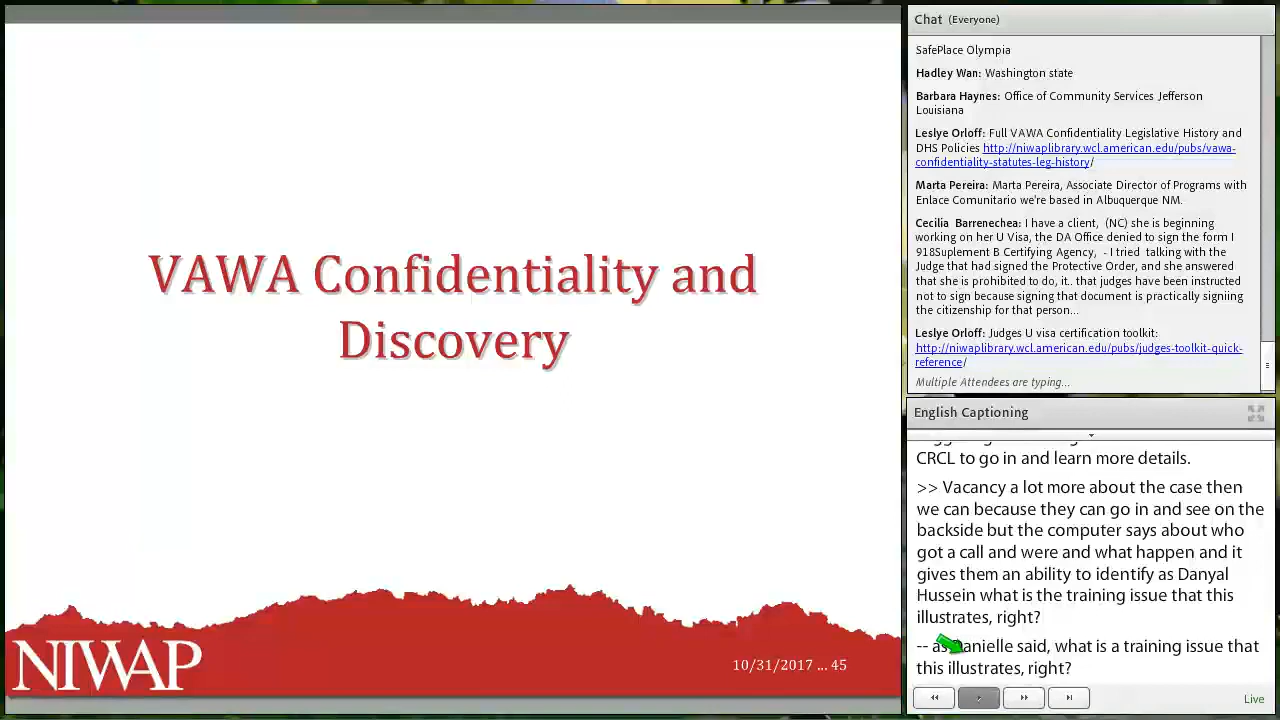 VAWA Confidentiality and
Discovery
NIWAP
10/31/2017 ... 45
Chat (Everyone)
SafePlace Olympia
Hadley Wan: Washington state
Barbara Haynes: Office of Community Services Jefferson
Louisiana
Leslye Orloff: Full VAWA Confidentiality Legislative History and
DHS Policies http://niwaplibrary.wcl.american.edu/pubs/vawa-
confidentiality-statutes-leg-history/
Marta Pereira: Marta Pereira, Associate Director of Programs with
Enlace Comunitario we're based in Albuquerque NM.
Cecilia Barrenechea: I have a client, (NC) she is beginning
working on her U Visa, the DA Office denied to sign the form I
918Suplement B Certifying Agency, - I tried talking with the
Judge that had signed the Protective Order, and she answered
that she is prohibited to do, it.. that judges have been instructed
not to sign because signing that document is practically signiing
the citizenship for that person...
Leslye Orloff: Judges U visa certification toolkit:
http://niwaplibrary.wcl.american.edu/pubs/judges-toolkit-quick-
reference/
Multiple Attendees are typing...
English Captioning
CRCL to go in and learn more details.
>> Vacancy a lot more about the case then
we can because they can go in and see on the
backside but the computer says about who
got a call and were and what happen and it
gives them an ability to identify as Danyal
Hussein what is the training issue that this
illustrates, right?
-- as Danielle said, what is a training issue that
this illustrates, right?
Live